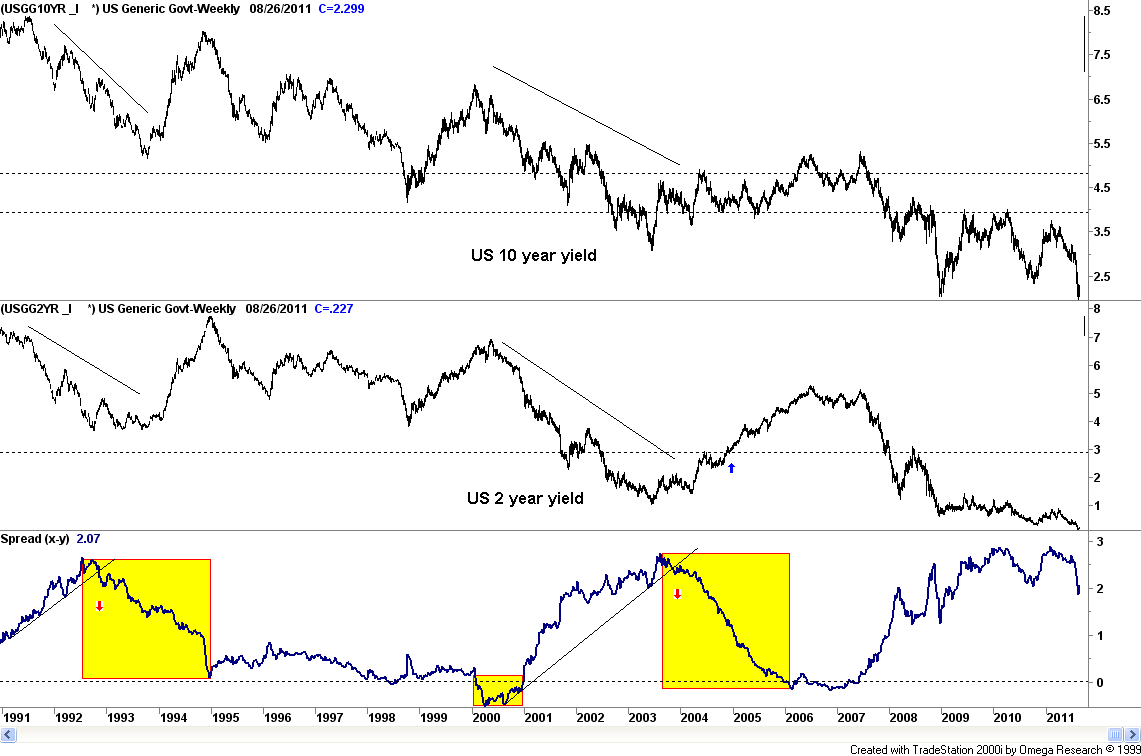 (USGG10YR _I *) US Generic Govt-Weekly 08/26/2011 C=2.299
8.5
7.5
6.5
5.5
4.5
3.5
2.5
US 10 year yield
(USGG2YR _I *) US Generic Govt-Weekly 08/26/2011 C=.227
8
7
6
5
4
3
2
1
US 2 year yield
Spread (x-y) 2.07
3
2
1
0
1991 1992 1993 1994 1995 1996 1997 1998 1999 2000 2001 2002 2003 2004 2005 2006 2007 2008 2009 2010 2011
Created with TradeStation 2000i by Omega Research © 1999